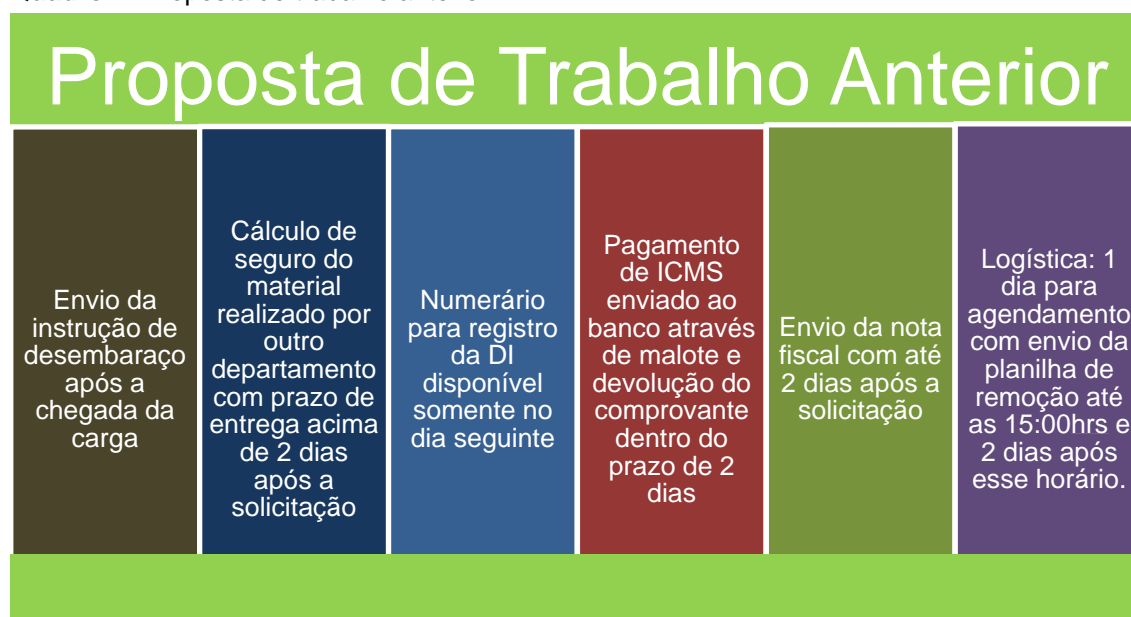 Proposta de Trabalho Anterior
Envio da
instrução de
desembaraço
após a
chegada da
carga
Cálculo de
seguro do
material
realizado por
outro
departamento
com prazo de
entrega acima
de 2 dias
após a
solicitação
Numerário
para registro
da DI
disponível
somente no
dia seguinte
Pagamento
de ICMS
enviado ao
banco através
de malote e
devolução do
comprovante
dentro do
prazo de 2
dias
Envio da nota
fiscal com até
2 dias após a
solicitação
Logística: 1
dia para
agendamento
com envio da
planilha de
remoção até
as 15:00hrs e
2 dias após
esse horário.